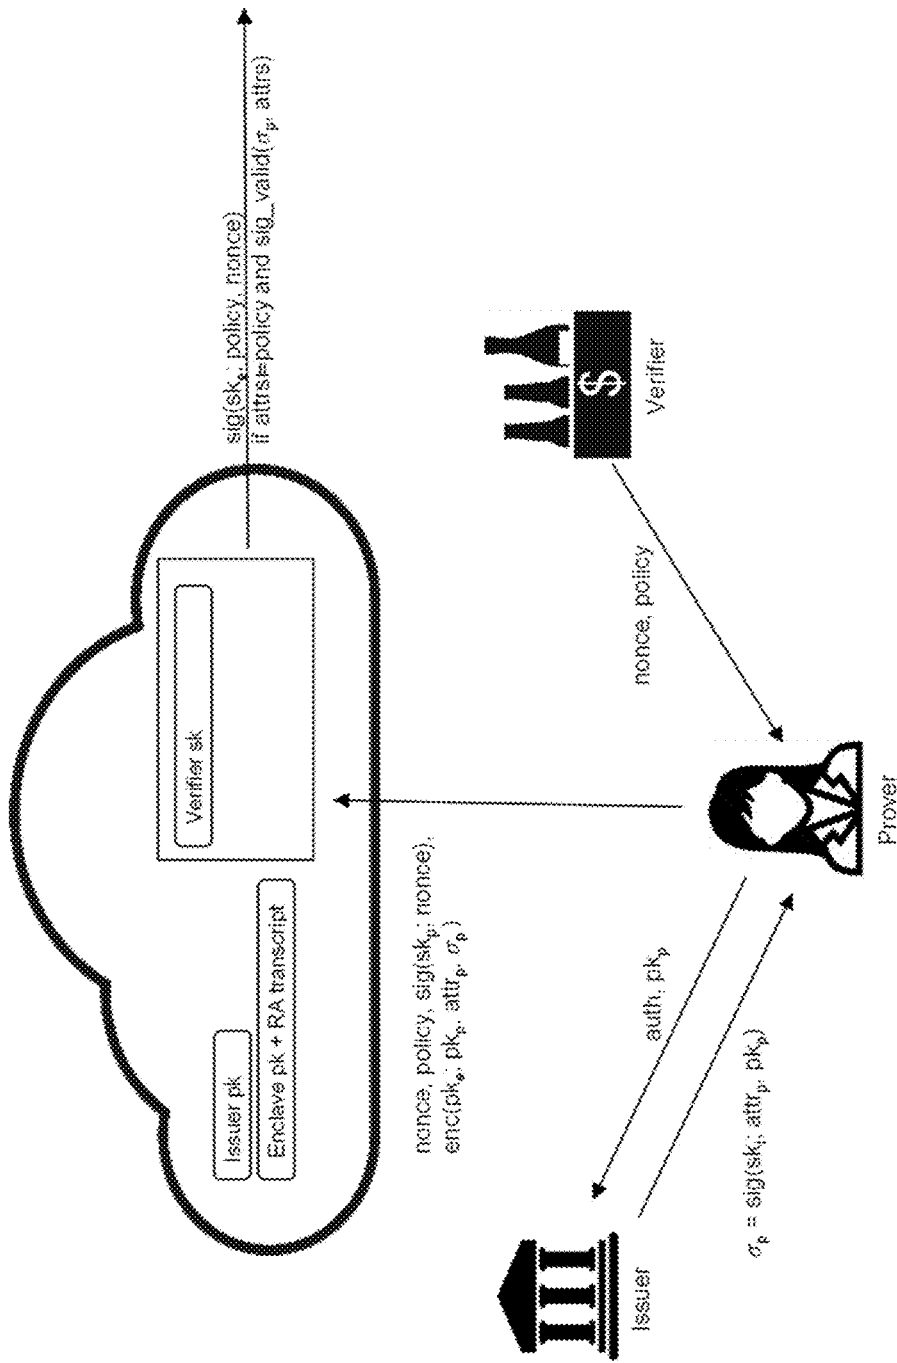 Verifier sk
Issuer pk
Enclave pk + RA transcript
sig(skₑ; policy, nonce)
if attrs⊨policy and sig_valid(σₚ, attrs)
nonce, policy, sig(skₚ; nonce),
enc(pkₑ; pkₚ, attrₚ, σₚ)
$
Verifier
nonce, policy
Issuer
auth, pkₚ
σₚ = sig(skᵢ; attrₚ, pkₚ)
Prover